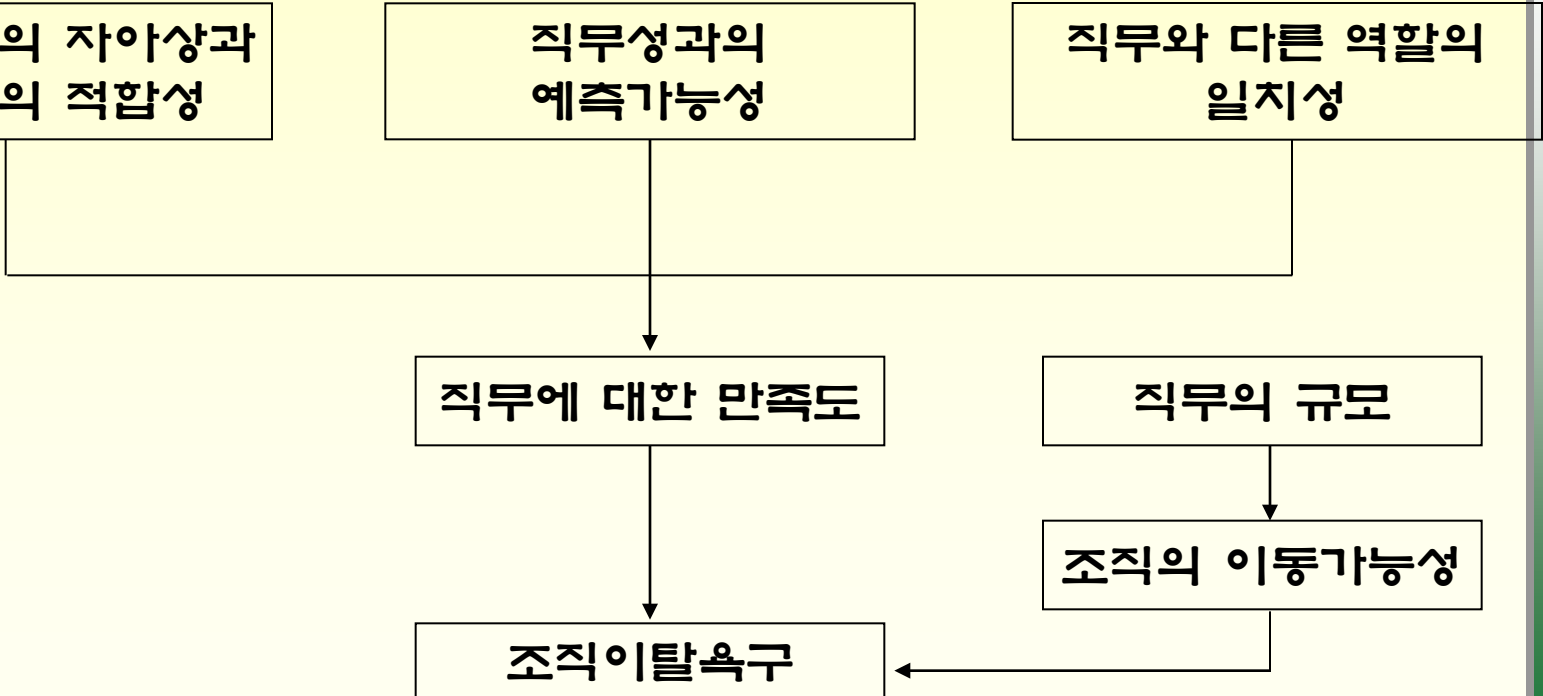 의 자아상과
의 적합성
직무성과의
예측가능성
직무와 다른 역할의
일치성
직무에 대한 만족도
직무의 규모
조직의 이동가능성
조직이탈욕구